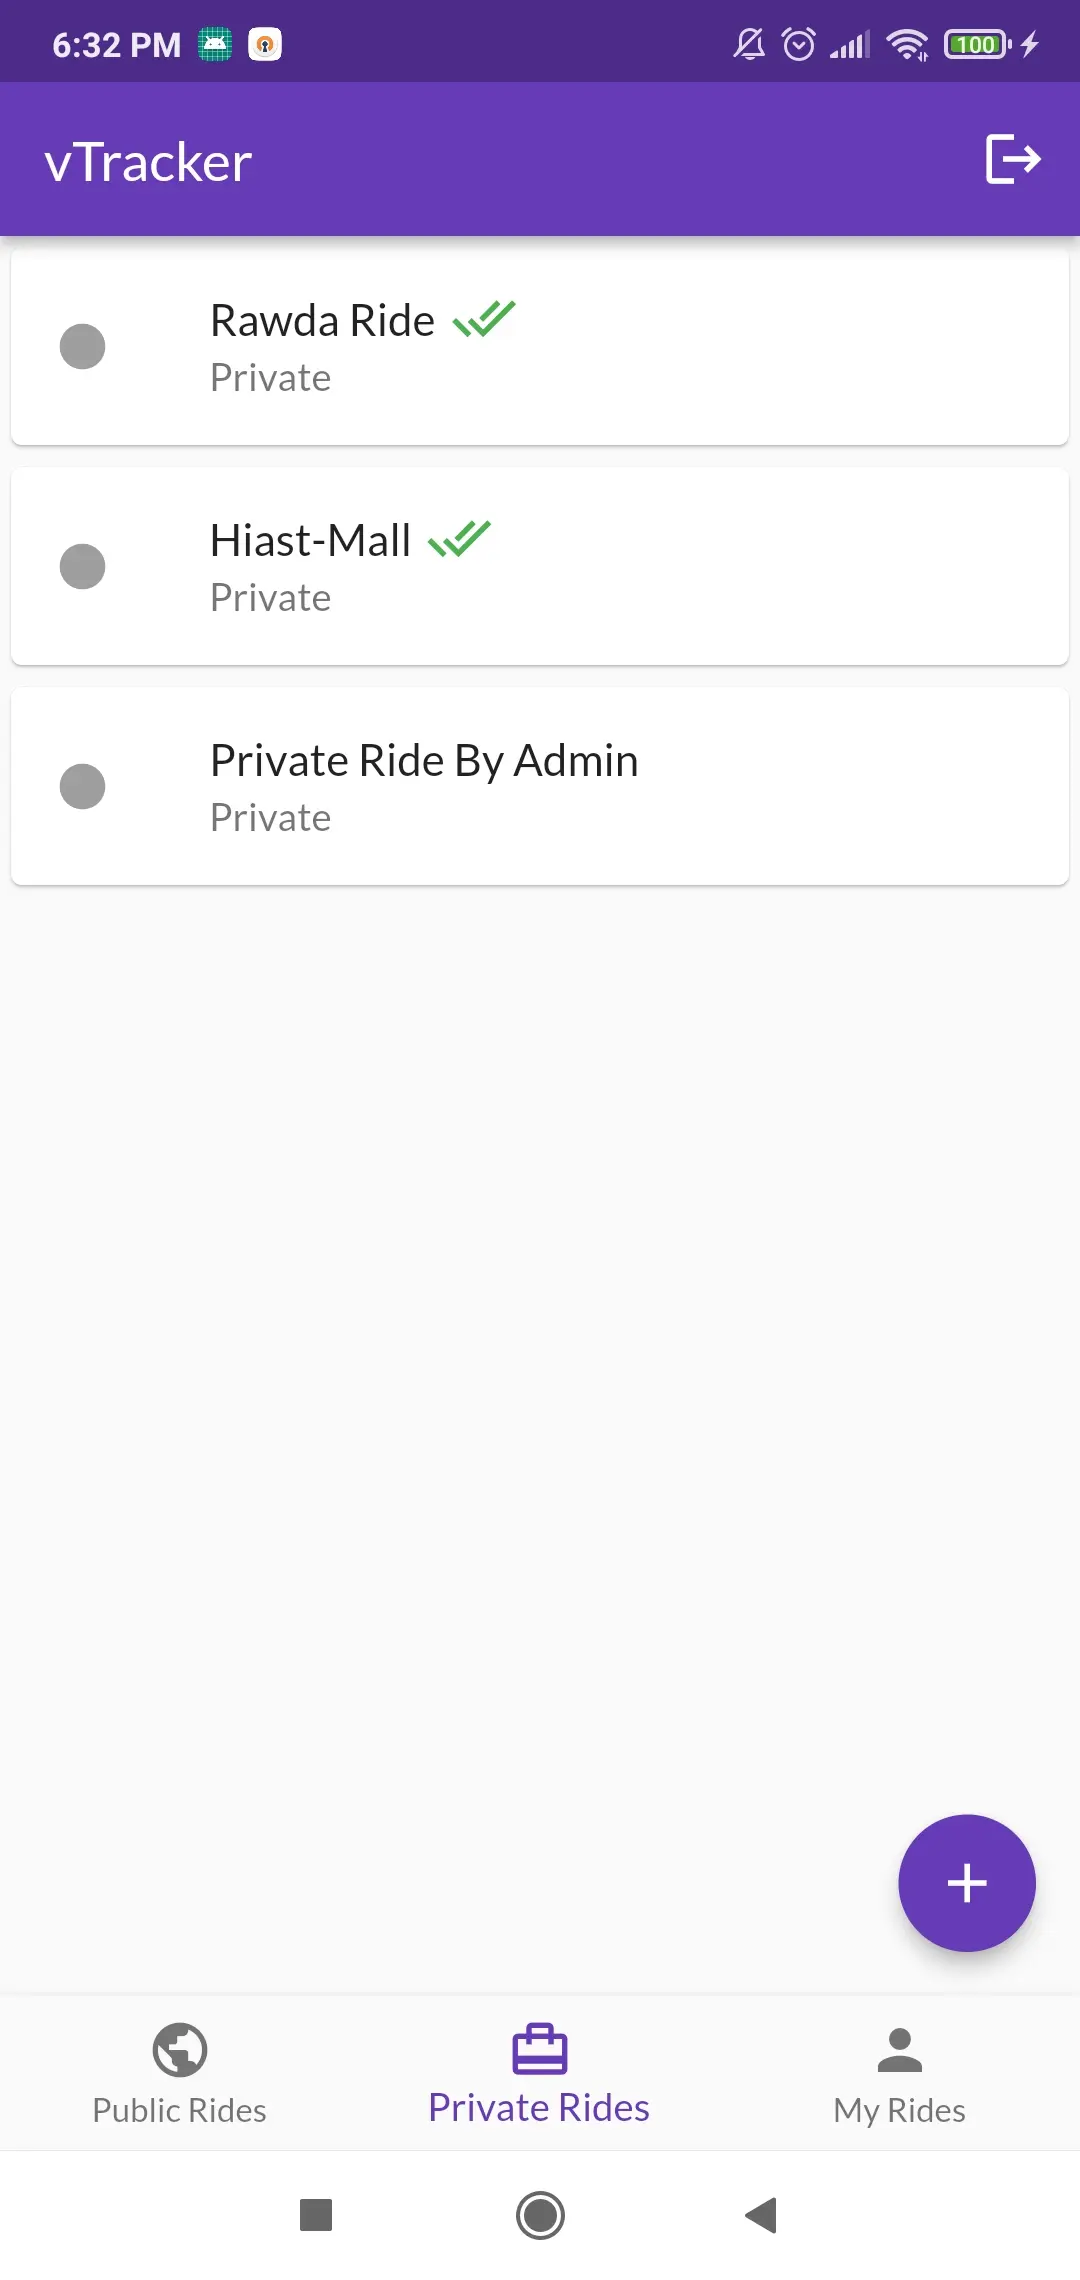 6:32 PM
100
vTracker
Rawda Ride
Private
Hiast-Mall
Private
Private Ride By Admin
Private
Public Rides
Private Rides
My Rides